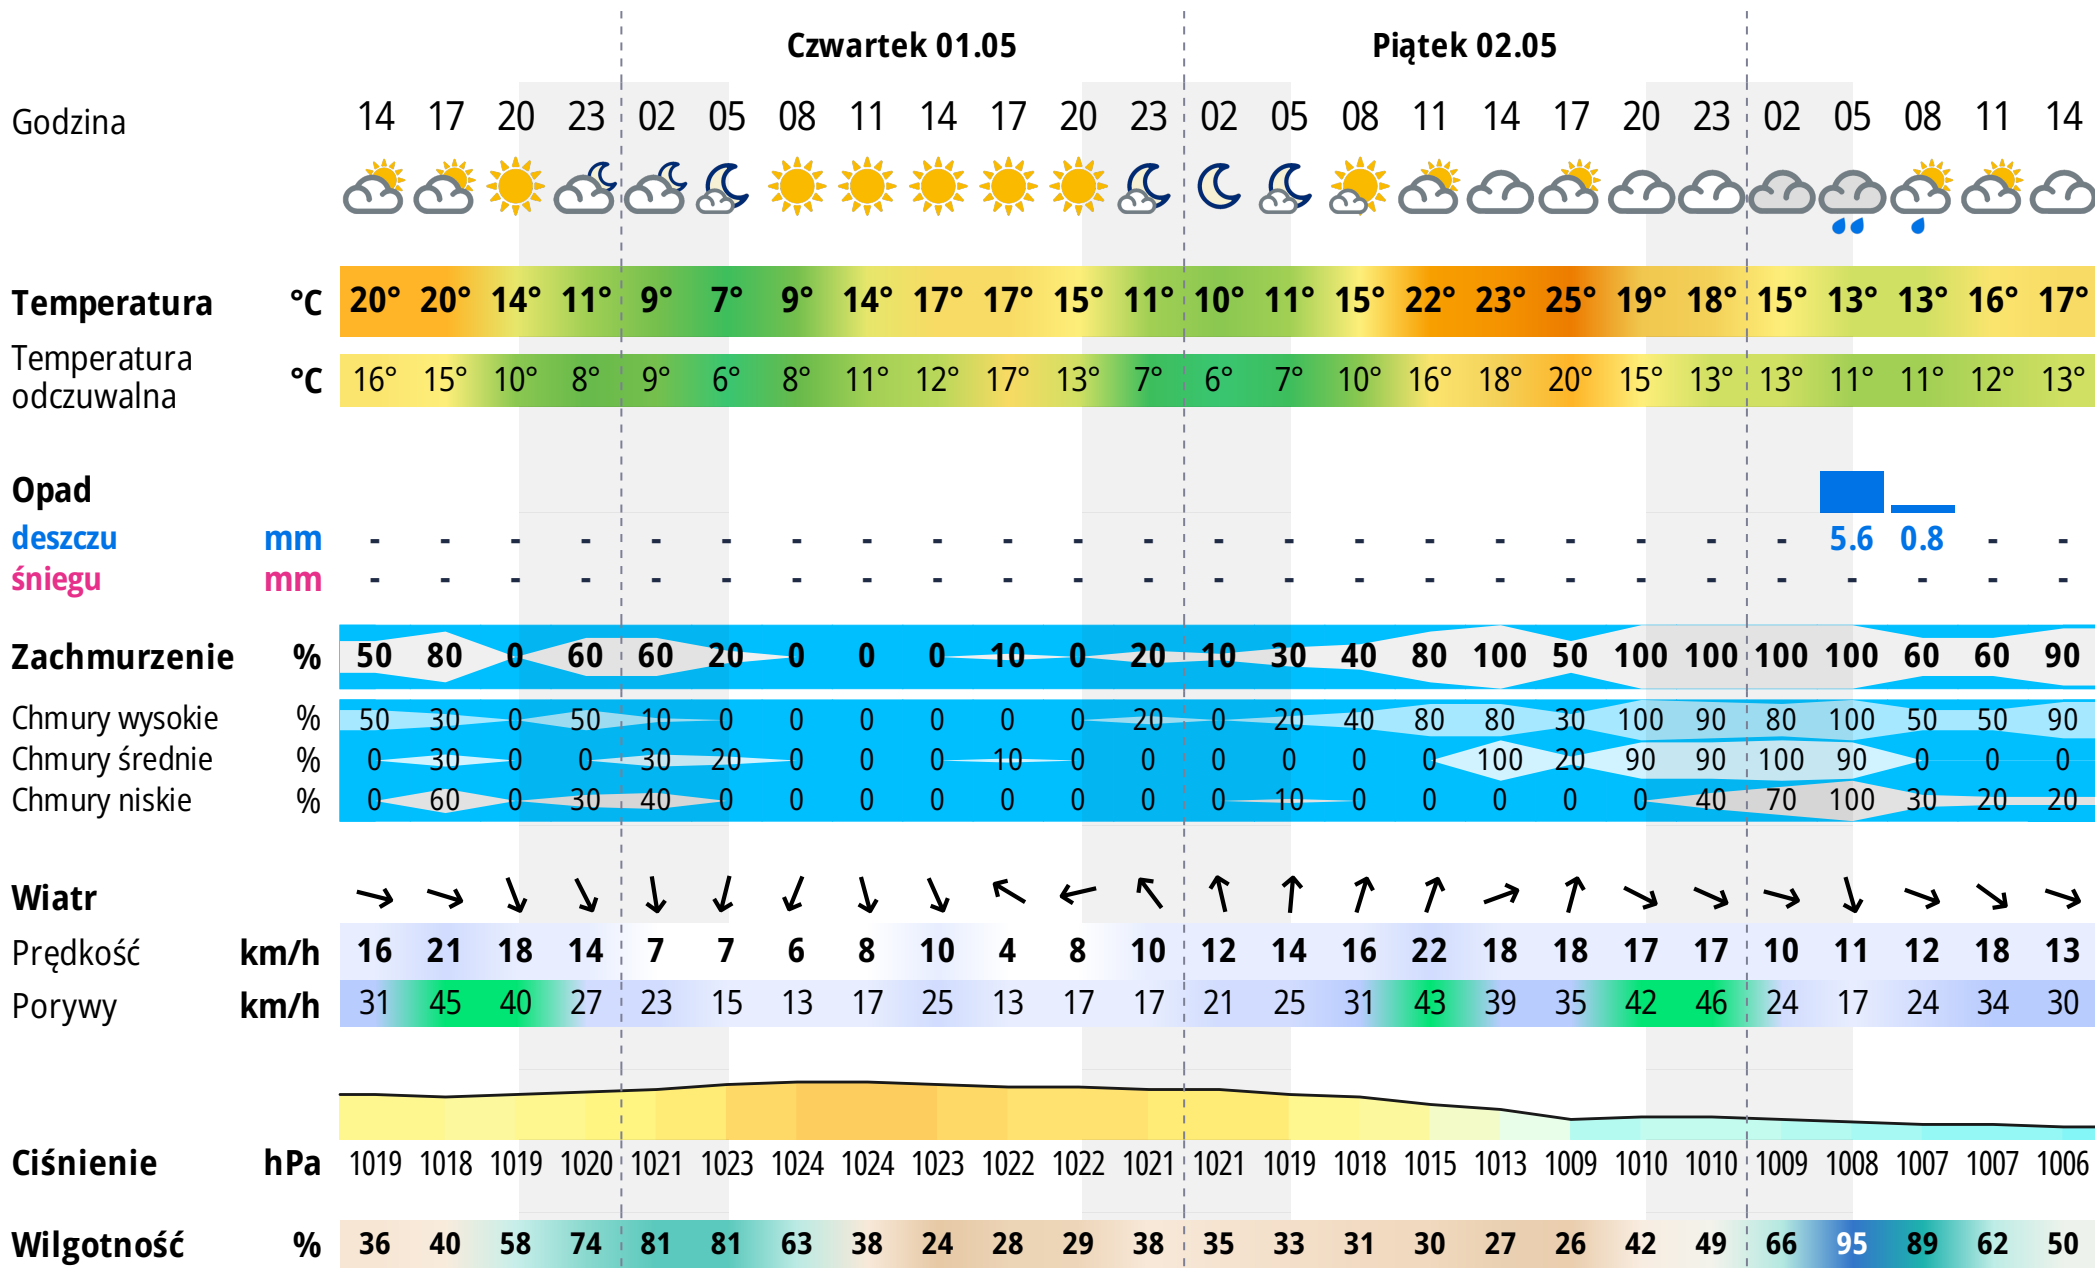 Czwartek 01.05 Piątek 02.05
Godzina 14 17 20 23 02 05 08 11 14 17 20 23 02 05 08 11 14 17 20 23 02 05 08 11 14
Temperatura °C 20° 20° 14° 11° 9° 7° 9° 14° 17° 17° 15° 11° 10° 11° 15° 22° 23° 25° 19° 18° 15° 13° 13° 16° 17°
Temperatura
odczuwalna °C 16° 15° 10° 8° 9° 6° 8° 11° 12° 17° 13° 7° 6° 7° 10° 16° 18° 20° 15° 13° 13° 11° 11° 12° 13°
Opad
deszczu mm - - - - - - - - - - - - - - - - - - - - - 5.6 0.8 - -
śniegu mm - - - - - - - - - - - - - - - - - - - - - - - - -
Zachmurzenie % 50 80 0 60 60 20 0 0 0 10 0 20 10 30 40 80 100 50 100 100 100 100 60 60 90
Chmury wysokie % 50 30 0 50 10 0 0 0 0 0 0 20 0 20 40 80 80 30 100 90 80 100 50 50 90
Chmury średnie % 0 30 0 0 30 20 0 0 0 10 0 0 0 0 0 0 100 20 90 90 100 90 0 0 0
Chmury niskie % 0 60 0 30 40 0 0 0 0 0 0 0 0 10 0 0 0 0 0 40 70 100 30 20 20
Wiatr
Prędkość km/h 16 21 18 14 7 7 6 8 10 4 8 10 12 14 16 22 18 18 17 17 10 11 12 18 13
Porywy km/h 31 45 40 27 23 15 13 17 25 13 17 17 21 25 31 43 39 35 42 46 24 17 24 34 30
Ciśnienie hPa 1019 1018 1019 1020 1021 1023 1024 1024 1023 1022 1022 1021 1021 1019 1018 1015 1013 1009 1010 1010 1009 1008 1007 1007 1006
Wilgotność % 36 40 58 74 81 81 63 38 24 28 29 38 35 33 31 30 27 26 42 49 66 95 89 62 50